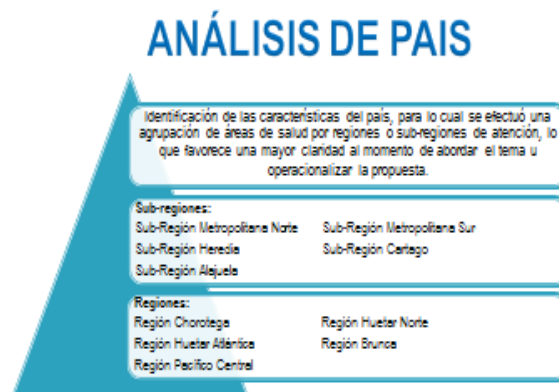 ANÁLISIS DE PAIS
Identificación de las características del país, para lo cual se efectuó una
agrupación de áreas de salud por regiones o sub-regiones de atención, lo
que favorece una mayor claridad al momento de abordar el tema u
operacionalizar la propuesta.
Sub-regiones:
Sub-Región Metropolitana Norte Sub-Región Metropolitana Sur
Sub-Región Heredia Sub-Región Cartago
Sub-Región Alajuela
Regiones:
Región Chorotega Región Huetar Norte
Región Huetar Atlántica Región Brunca
Región Pacífico Central